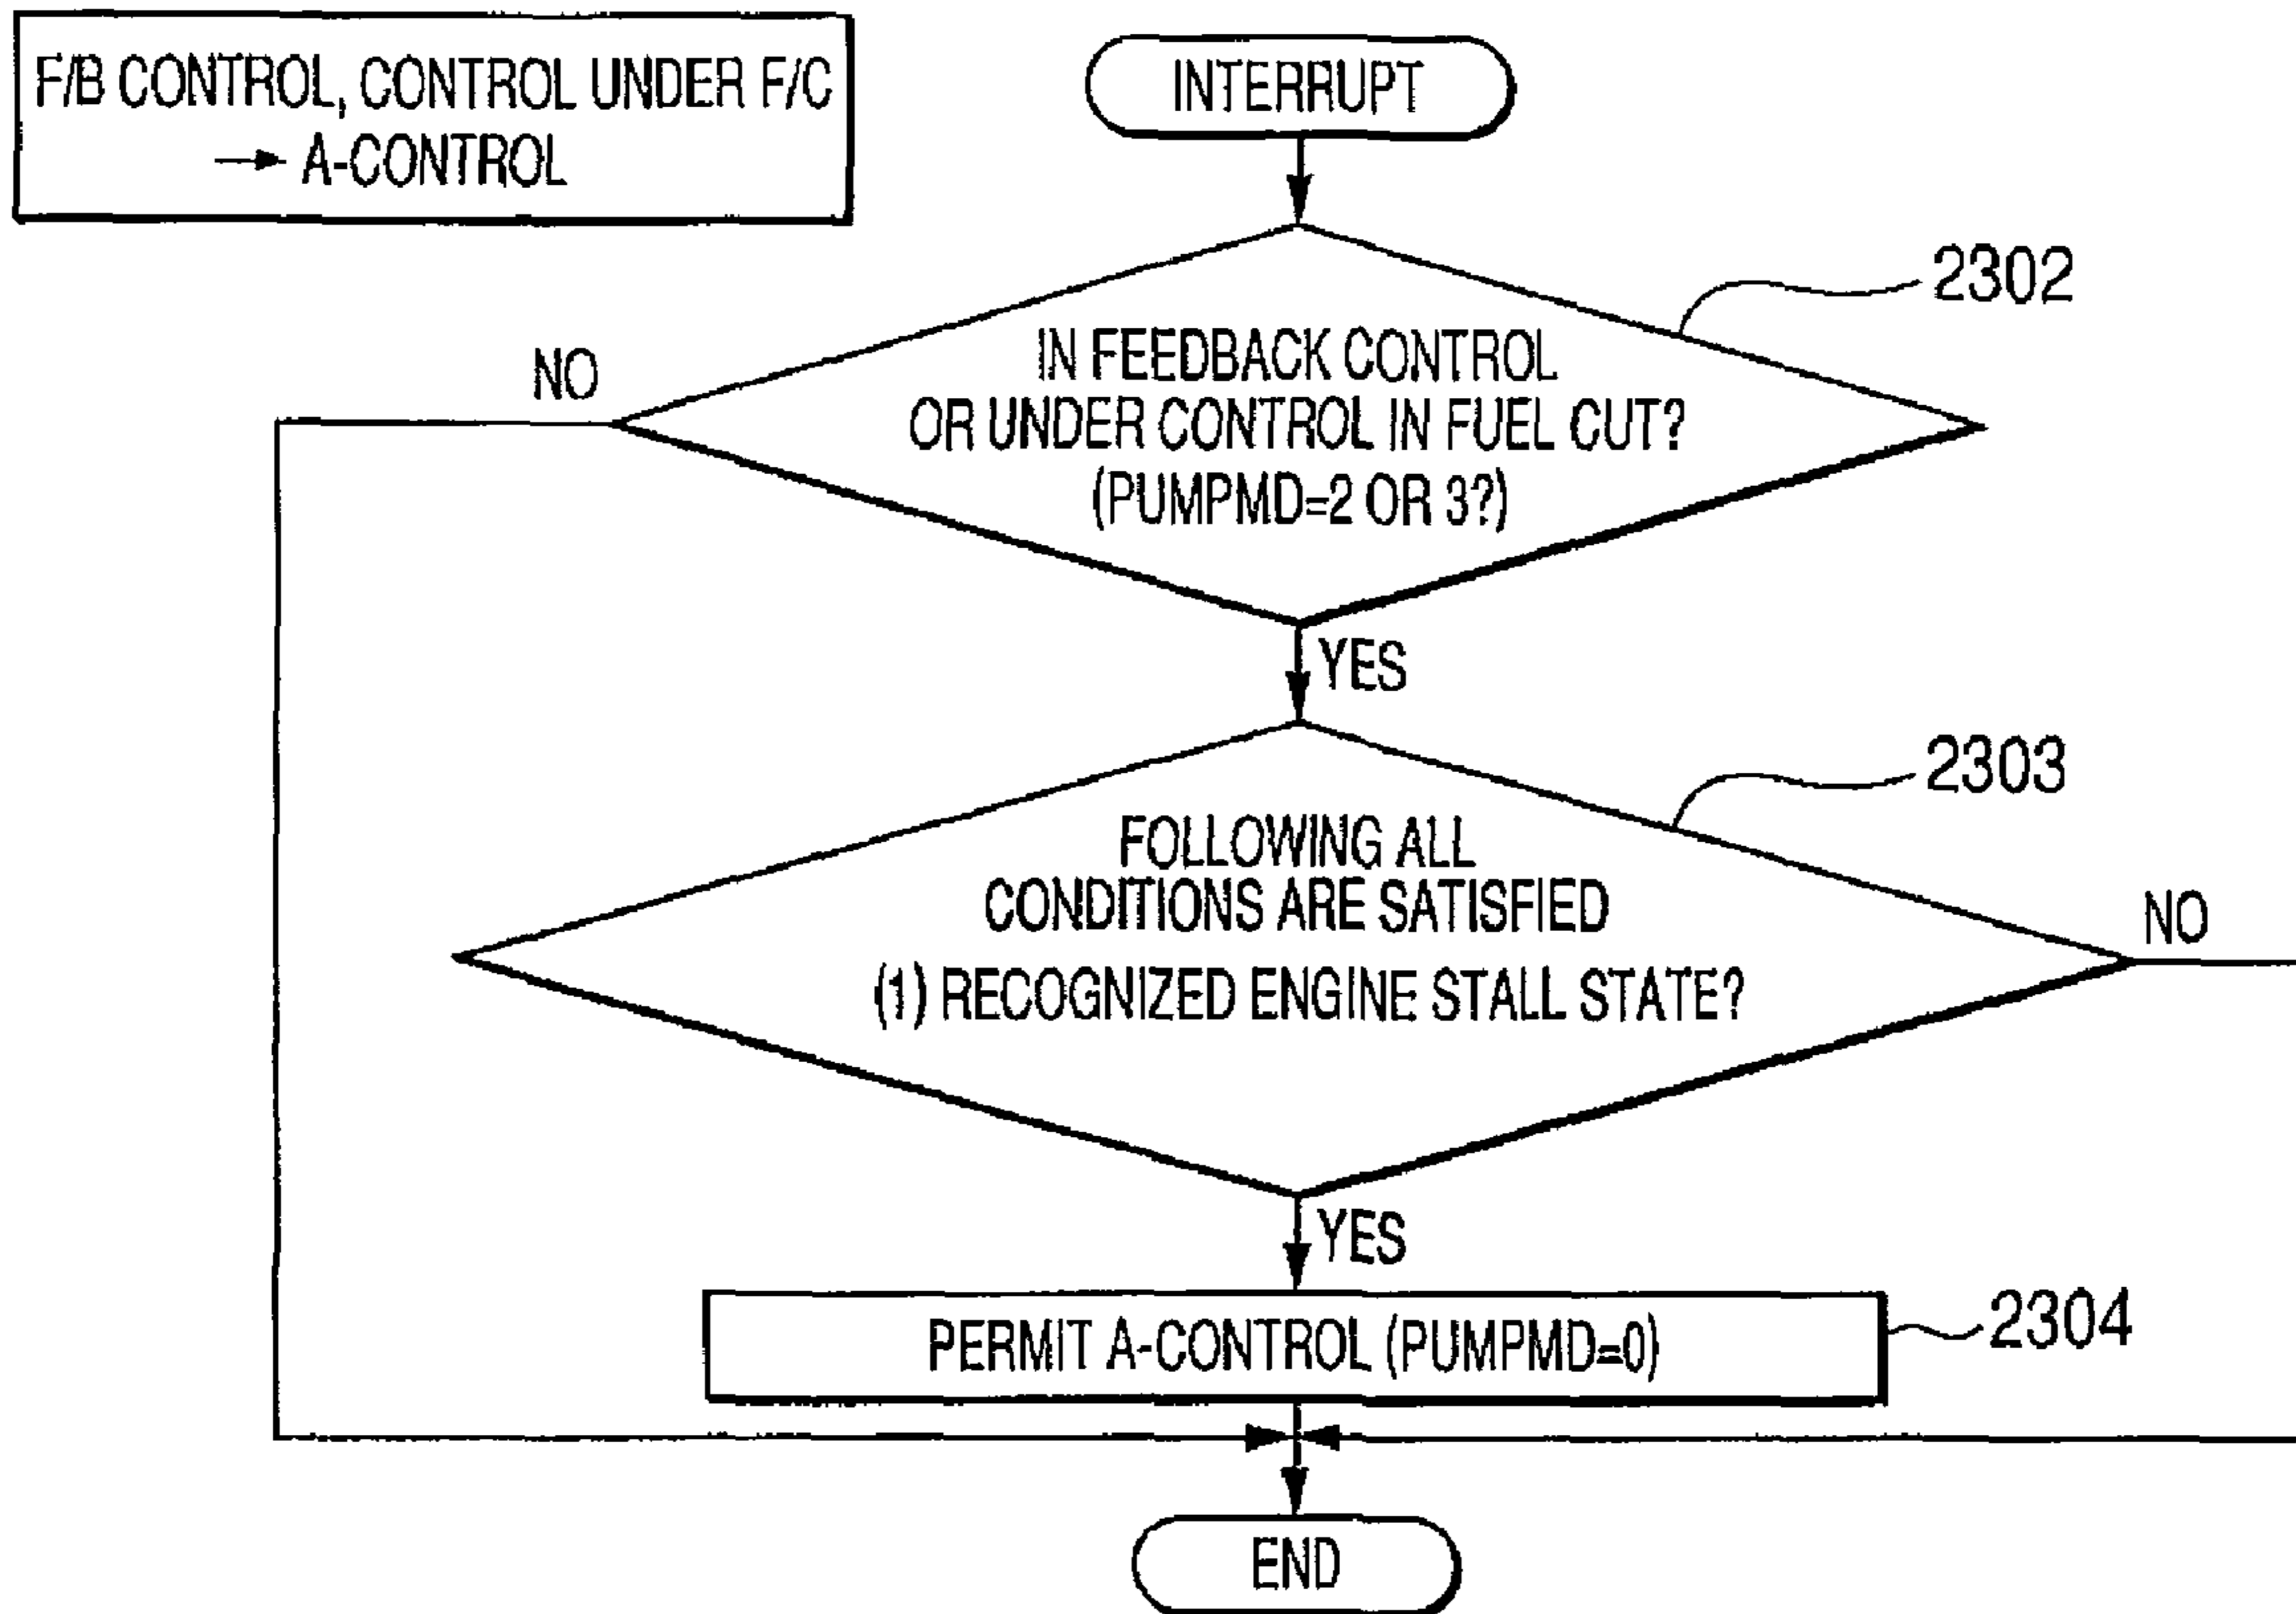 F/B CONTROL, CONTROL UNDER F/C
→ A-CONTROL
INTERRUPT
2302
IN FEEDBACK CONTROL
OR UNDER CONTROL IN FUEL CUT?
(PUMPMD=2 OR 3?)
NO
YES
2303
FOLLOWING ALL
CONDITIONS ARE SATISFIED
(1) RECOGNIZED ENGINE STALL STATE?
NO
YES
PERMIT A-CONTROL (PUMPMD=0)
2304
END